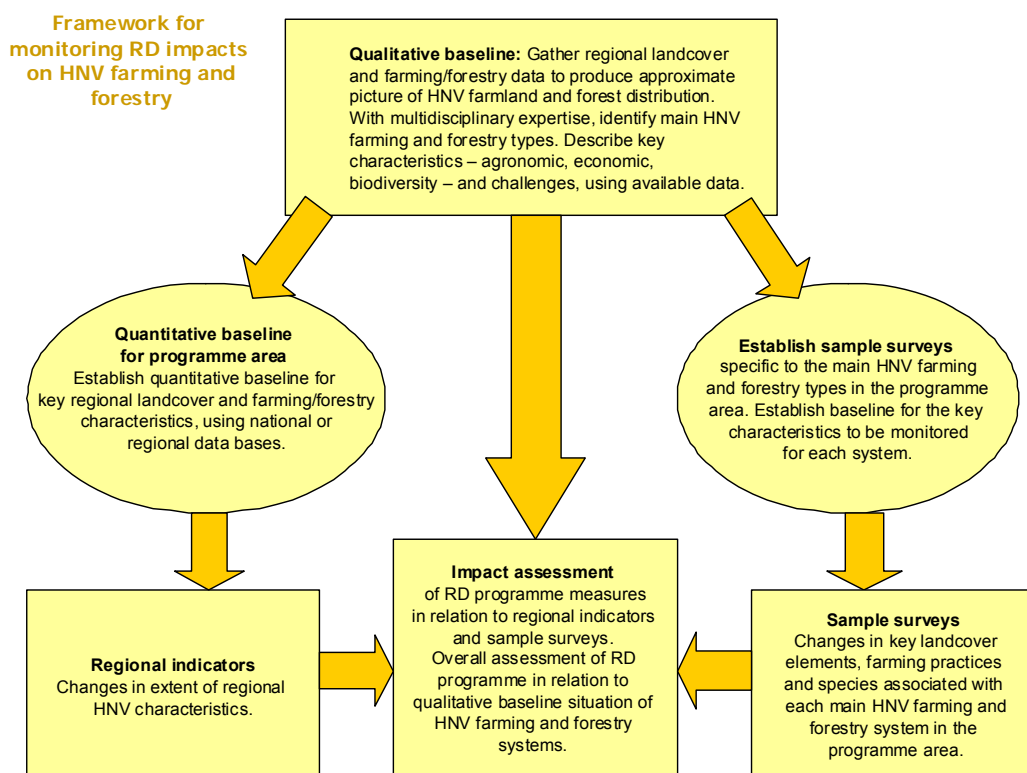 Framework for
monitoring RD impacts
on HNV farming and
forestry
Qualitative baseline: Gather regional landcover
and farming/forestry data to produce approximate
picture of HNV farmland and forest distribution.
With multidisciplinary expertise, identify main HNV
farming and forestry types. Describe key
characteristics – agronomic, economic,
biodiversity – and challenges, using available data.
Quantitative baseline
for programme area
Establish quantitative baseline for
key regional landcover and farming/forestry
characteristics, using national or
regional data bases.
Establish sample surveys
specific to the main HNV farming
and forestry types in the programme
area. Establish baseline for the key
characteristics to be monitored
for each system.
Regional indicators
Changes in extent of regional
HNV characteristics.
Impact assessment
of RD programme measures
in relation to regional indicators
and sample surveys.
Overall assessment of RD
programme in relation to
qualitative baseline situation of
HNV farming and forestry
systems.
Sample surveys
Changes in key landcover
elements, farming practices
and species associated with
each main HNV farming and
forestry system in the
programme area.